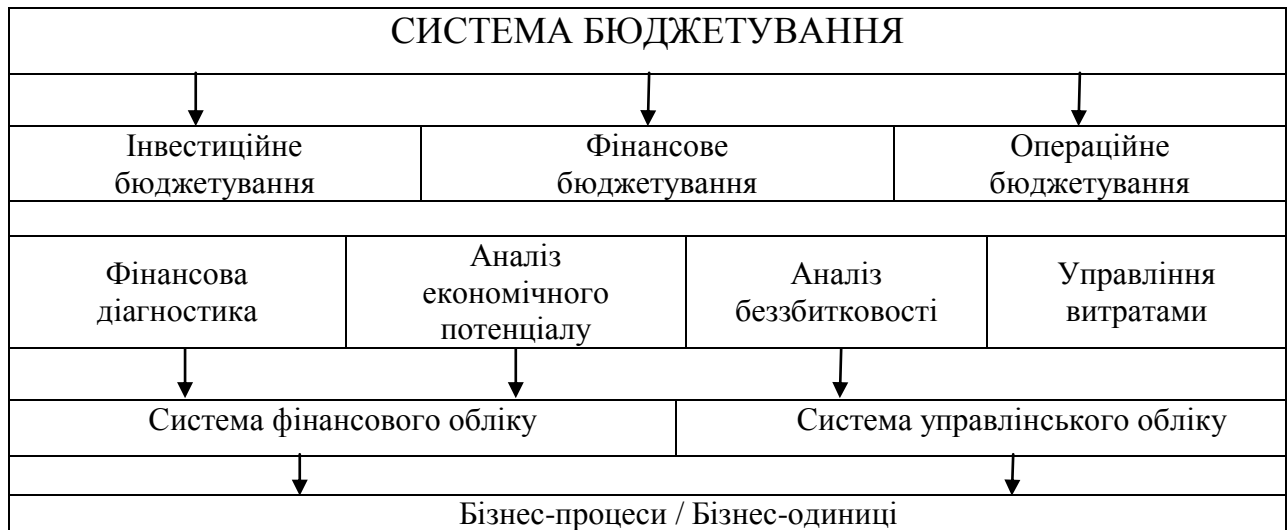 СИСТЕМА БЮДЖЕТУВАННЯ
Інвестиційне
бюджетування
Фінансове
бюджетування
Операційне
бюджетування
Фінансова
діагностика
Аналіз
економічного
потенціалу
Аналіз
беззбитковості
Управління
витратами
Система фінансового обліку
Система управлінського обліку
Бізнес-процеси / Бізнес-одиниці